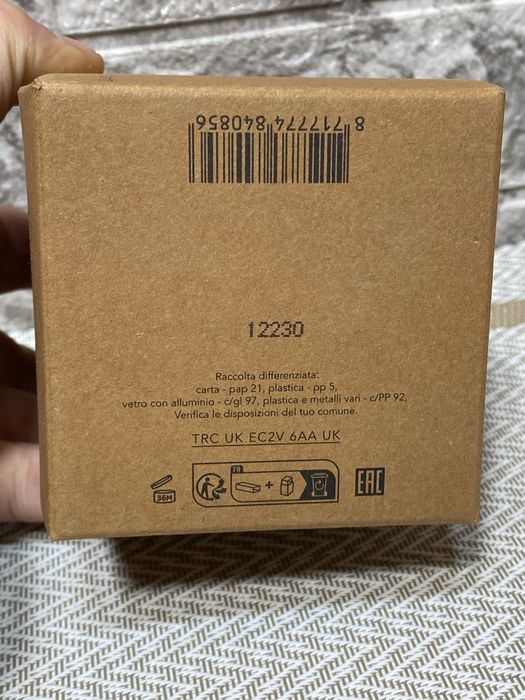 8 717774 840856
12230
Raccolta differenziata:
carta - pap 21, plastica - pp 5,
vetro con alluminio - c/gl 97, plastica e metalli vari - c/PP 92,
Verifica le disposizioni del tuo comune.
TRC UK EC2V 6AA UK
36M FR + EAC